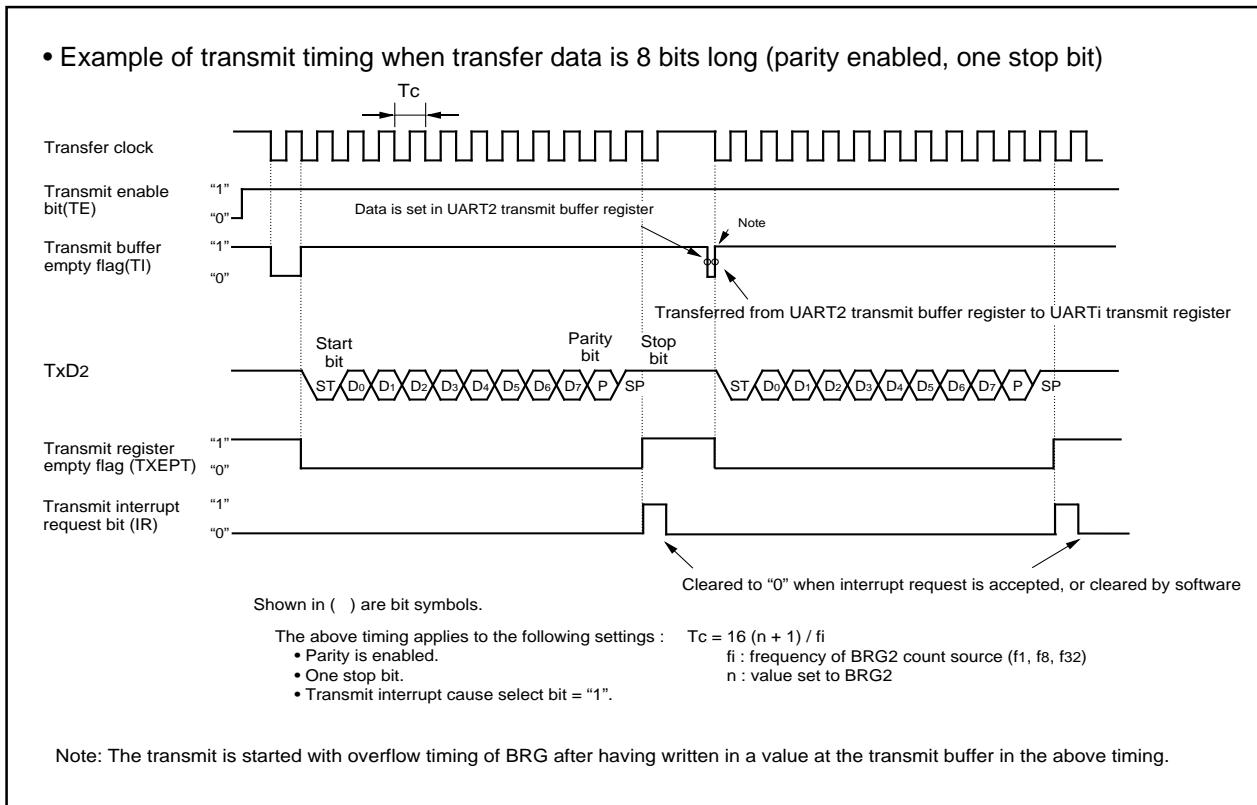 • Example of transmit timing when transfer data is 8 bits long (parity enabled, one stop bit)
Tc
Transfer clock
Transmit enable
bit(TE)
“1”
“0”
Data is set in UART2 transmit buffer register
Note
Transmit buffer
empty flag(TI)
“1”
“0”
Transferred from UART2 transmit buffer register to UARTi transmit register
Start
bit
Parity
bit
Stop
bit
TxD2
ST D0 D1 D2 D3 D4 D5 D6 D7 P SP ST D0 D1 D2 D3 D4 D5 D6 D7 P SP
Transmit register
empty flag (TXEPT)
“1”
“0”
Transmit interrupt
request bit (IR)
“1”
“0”
Cleared to “0” when interrupt request is accepted, or cleared by software
Shown in ( ) are bit symbols.
The above timing applies to the following settings :
• Parity is enabled.
• One stop bit.
• Transmit interrupt cause select bit = “1”.
Tc = 16 (n + 1) / fi
fi : frequency of BRG2 count source (f1, f8, f32)
n : value set to BRG2
Note: The transmit is started with overflow timing of BRG after having written in a value at the transmit buffer in the above timing.